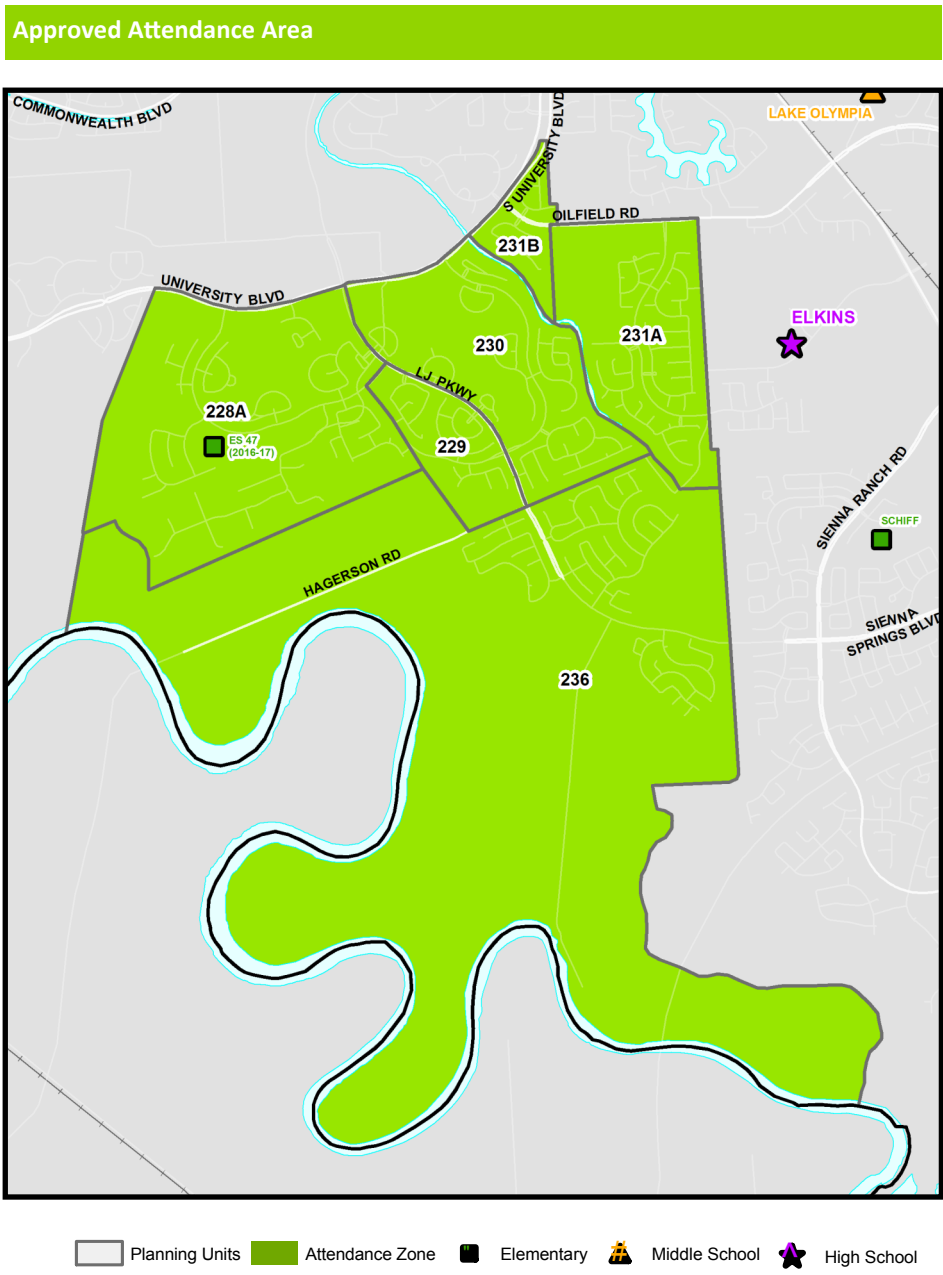 Approved Attendance Area
COMMONWEALTH BLVD
LAKE OLYMPIA
S UNIVERSITY BLVD
OILFIELD RD
231B
UNIVERSITY BLVD
ELKINS
231A
230
LJ PKWY
228A
ES 47
(2016-17)
229
SIENNA RANCH RD
SCHIFF
HAGERSON RD
SIENNA
SPRINGS BLVD
236
Planning Units
Attendance Zone
"
Elementary
#
Middle School
High School